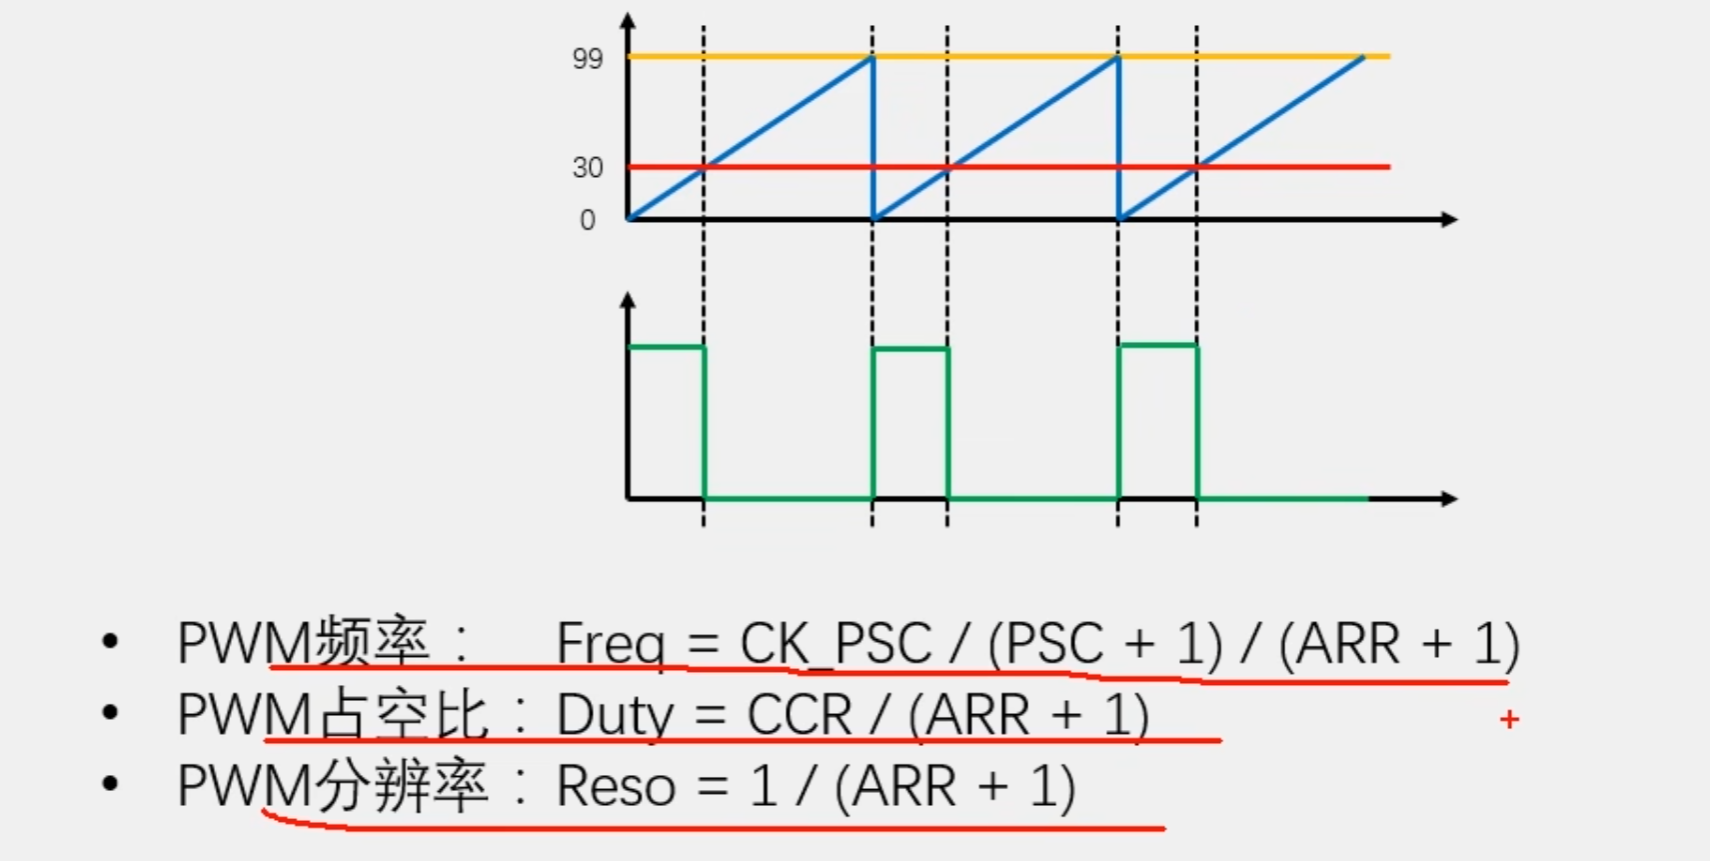 99
30
0
• PWM频率： Freq = CK_PSC / (PSC + 1) / (ARR + 1)
• PWM占空比：Duty = CCR / (ARR + 1)
• PWM分辨率：Reso = 1 / (ARR + 1)